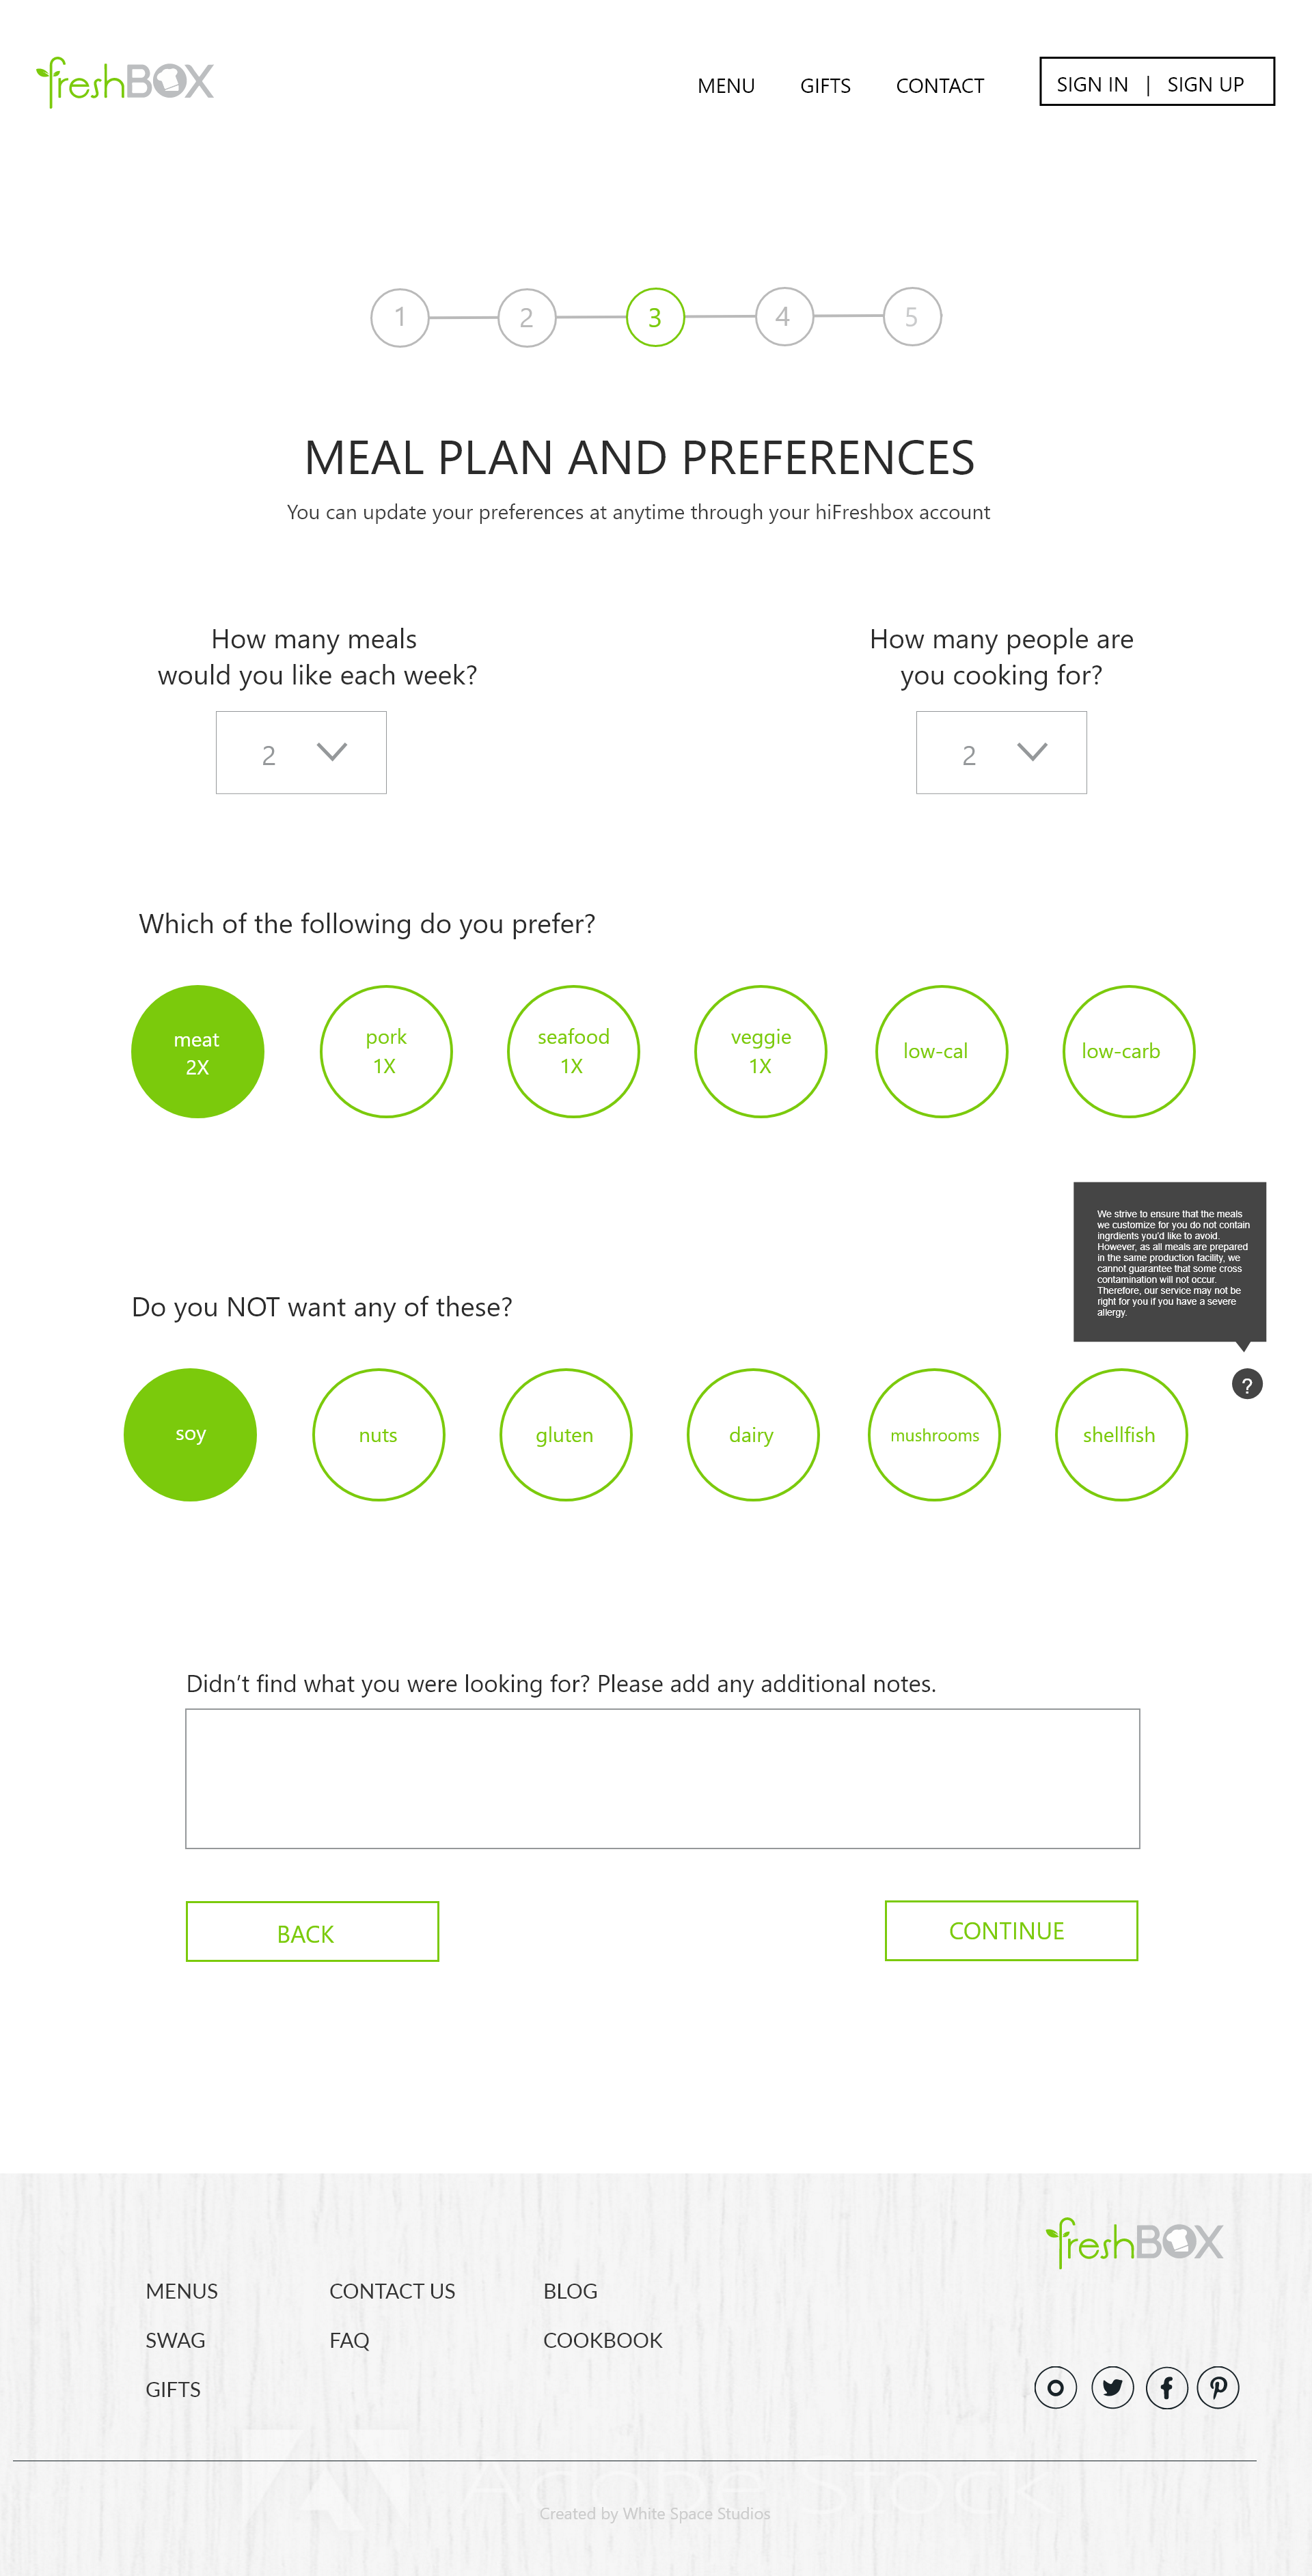 freshBOX
MENU GIFTS CONTACT SIGN IN | SIGN UP
1 2 3 4 5
MEAL PLAN AND PREFERENCES
You can update your preferences at anytime through your hiFreshbox account
How many meals
would you like each week?
2
How many people are
you cooking for?
2
Which of the following do you prefer?
meat
2X
pork
1X
seafood
1X
veggie
1X
low-cal
low-carb
We strive to ensure that the meals
we customize for you do not contain
ingrdients you'd like to avoid.
However, as all meals are prepared
in the same production facility, we
cannot guarantee that some cross
contamination will not occur.
Therefore, our service may not be
right for you if you have a severe
allergy.
?
Do you NOT want any of these?
soy
nuts
gluten
dairy
mushrooms
shellfish
Didn’t find what you were looking for? Please add any additional notes.
BACK
CONTINUE
freshBOX
MENUS CONTACT US BLOG
SWAG FAQ COOKBOOK
GIFTS
Adobe Stock
Created by White Space Studios